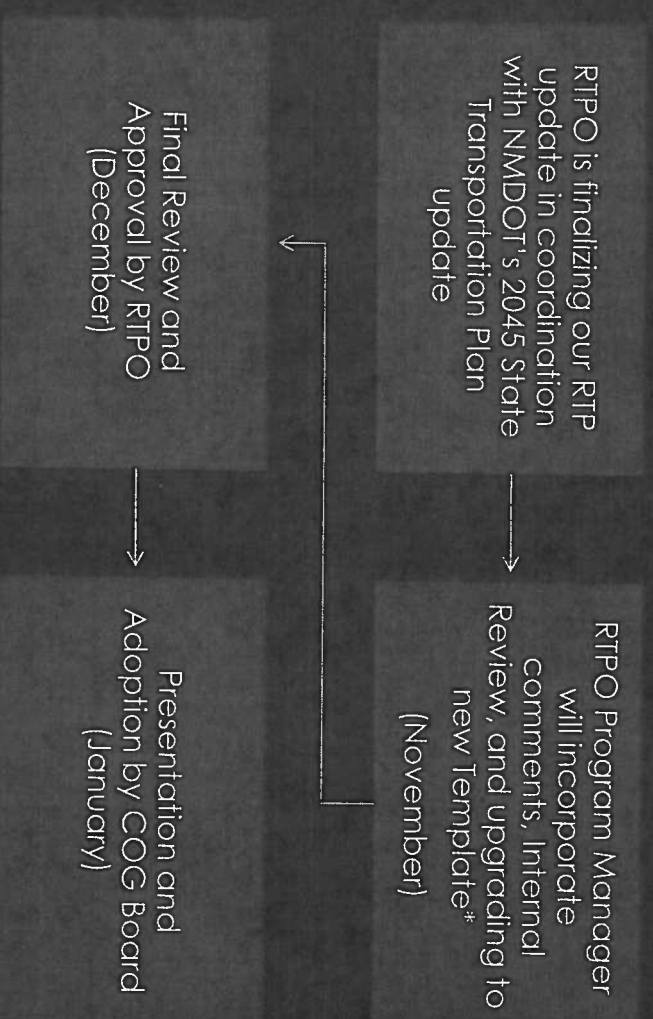 RTPO is finalizing our RTP
update in coordination
with NMDOT's 2045 State
Transportation Plan
update
RTPO Program Manager
will incorporate
comments, Internal
Review, and upgrading to
new Template*
(November)
Final Review and
Approval by RTPO
(December)
Presentation and
Adoption by COG Board
(January)